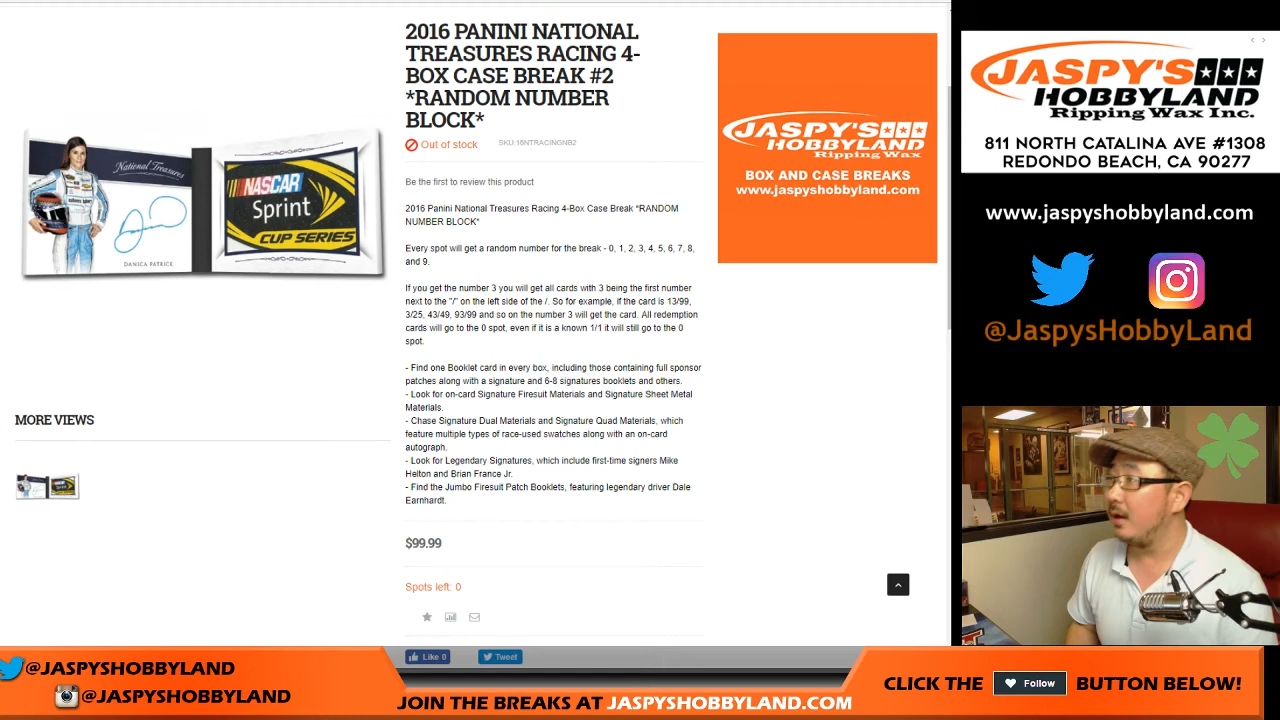 2016 PANINI NATIONAL
TREASURES RACING 4-
BOX CASE BREAK #2
*RANDOM NUMBER
BLOCK*
Out of stock
SKU:16NTRACINGNB2
Be the first to review this product
2016 Panini National Treasures Racing 4-Box Case Break *RANDOM
NUMBER BLOCK*
Every spot will get a random number for the break - 0, 1, 2, 3, 4, 5, 6, 7, 8,
and 9.
If you get the number 3 you will get all cards with 3 being the first number
next to the "/" on the left side of the /. So for example, if the card is 13/99,
3/25, 43/49, 93/99 and so on the number 3 will get the card. All redemption
cards will go to the 0 spot, even if it is a known 1/1 it will still go to the 0
spot.
- Find one Booklet card in every box, including those containing full sponsor
patches along with a signature and 6-8 signatures booklets and others.
- Look for on-card Signature Firesuit Materials and Signature Sheet Metal
Materials.
- Chase Signature Dual Materials and Signature Quad Materials, which
feature multiple types of race-used swatches along with an on-card
autograph.
- Look for Legendary Signatures, which include first-time signers Mike
Helton and Brian France Jr.
- Find the Jumbo Firesuit Patch Booklets, featuring legendary driver Dale
Earnhardt.
$99.99
Spots left: 0
Like 0
Tweet
National Treasures
DANICA PATRICK
NASCAR
Sprint
CUP SERIES
MORE VIEWS
JASPY'S
HOBBYLAND
Ripping Wax
BOX AND CASE BREAKS
www.jaspyshobbyland.com
JASPY'S
HOBBYLAND
Ripping Wax Inc.
811 NORTH CATALINA AVE #1308
REDONDO BEACH, CA 90277
www.jaspyshobbyland.com
@JaspysHobbyLand
@JASPYSHOBBYLAND
@JASPYSHOBBYLAND
JOIN THE BREAKS AT JASPYSHOBBYLAND.COM
CLICK THE Follow BUTTON BELOW!